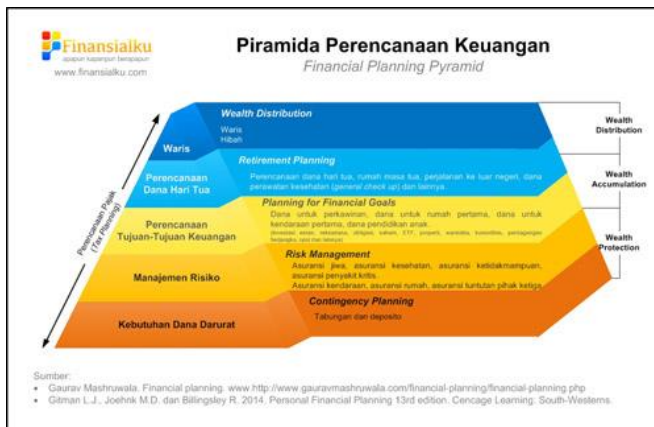 Finansialku
apapun kapanpun berapapun
www.finansialku.com
Piramida Perencanaan Keuangan
Financial Planning Pyramid
Perencanaan Pajak
(Tax Planning)
Wealth Distribution
Waris
Hibah
Waris
Wealth
Distribution
Retirement Planning
Perencanaan dana hari tua, rumah masa tua, perjalanan ke luar negeri, dana
perawatan kesehatan (general check up) dan lainnya.
Perencanaan
Dana Hari Tua
Wealth
Accumulation
Planning for Financial Goals
Dana untuk perkawinan, dana untuk rumah pertama, dana untuk
kendaraan pertama, dana pendidikan anak
Perencanaan
Tujuan-Tujuan Keuangan
Wealth
Protection
Risk Management
Asuransi jiwa, asuransi kesehatan, asuransi ketidakmampuan,
asuransi penyakit kritis.
Asuransi kendaraan, asuransi rumah, asuransi tuntutan pihak ketiga
Manajemen Risiko
Contingency Planning
Tabungan dan deposito
Kebutuhan Dana Darurat
Sumber:
Gaurav Mashruwala. Financial planning. www.http://www.gauravmashruwala.com/financial-planning/financial-planning.php
Gitman L.J., Joehnk M.D. dan Billingsley R. 2014. Personal Financial Planning 13rd edition. Cengage Learning: South-Westerns.